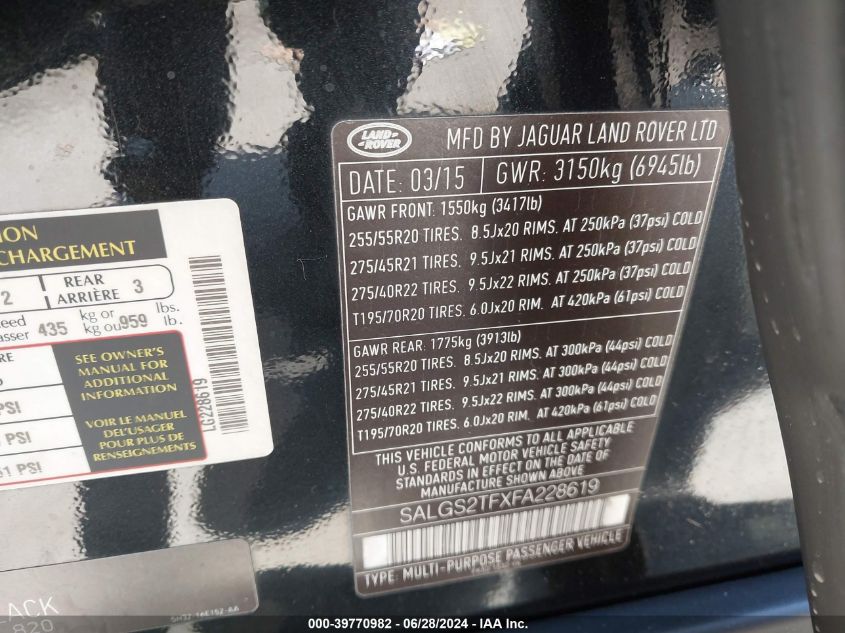 LAND
ROVER
MFD BY JAGUAR LAND ROVER LTD
DATE: 03/15 GWR: 3150kg (6945lb)
GAWR FRONT: 1550kg (3417lb)
255/55R20 TIRES. 8.5Jx20 RIMS. AT 250kPa (37psi) COLD
275/45R21 TIRES. 9.5Jx21 RIMS. AT 250kPa (37psi) COLD
275/40R22 TIRES. 9.5Jx22 RIMS. AT 250kPa (37psi) COLD
T195/70R20 TIRES. 6.0Jx20 RIM. AT 420kPa (61psi) COLD
GAWR REAR: 1775kg (3913lb)
255/55R20 TIRES. 8.5Jx20 RIMS. AT 300kPa (44psi) COLD
275/45R21 TIRES. 9.5Jx21 RIMS. AT 300kPa (44psi) COLD
275/40R22 TIRES. 9.5Jx22 RIMS. AT 300kPa (44psi) COLD
T195/70R20 TIRES. 6.0Jx20 RIM. AT 420kPa (61psi) COLD
THIS VEHICLE CONFORMS TO ALL APPLICABLE
U.S. FEDERAL MOTOR VEHICLE SAFETY
STANDARDS IN EFFECT ON THE DATE OF
MANUFACTURE SHOWN ABOVE
SALGS2TFXFA228619
TYPE: MULTI-PURPOSE PASSENGER VEHICLE
TION
CHARGEMENT
2 REAR
ARRIÈRE 3
435 kg or
kg ou 959 lbs.
lb.
SEE OWNER'S
MANUAL FOR
ADDITIONAL
INFORMATION
VOIR LE MANUEL
DEL'USAGER
POUR PLUS DE
RENSEIGNEMENTS
PSI
PSI
61 PSI
LG228619
LACK
820
000-39770982 - 06/28/2024 - IAA Inc.